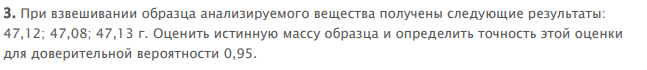 3. При взвешивании образца анализируемого вещества получены следующие результаты:
47,12; 47,08; 47,13 г. Оценить истинную массу образца и определить точность этой оценки
для доверительной вероятности 0,95.